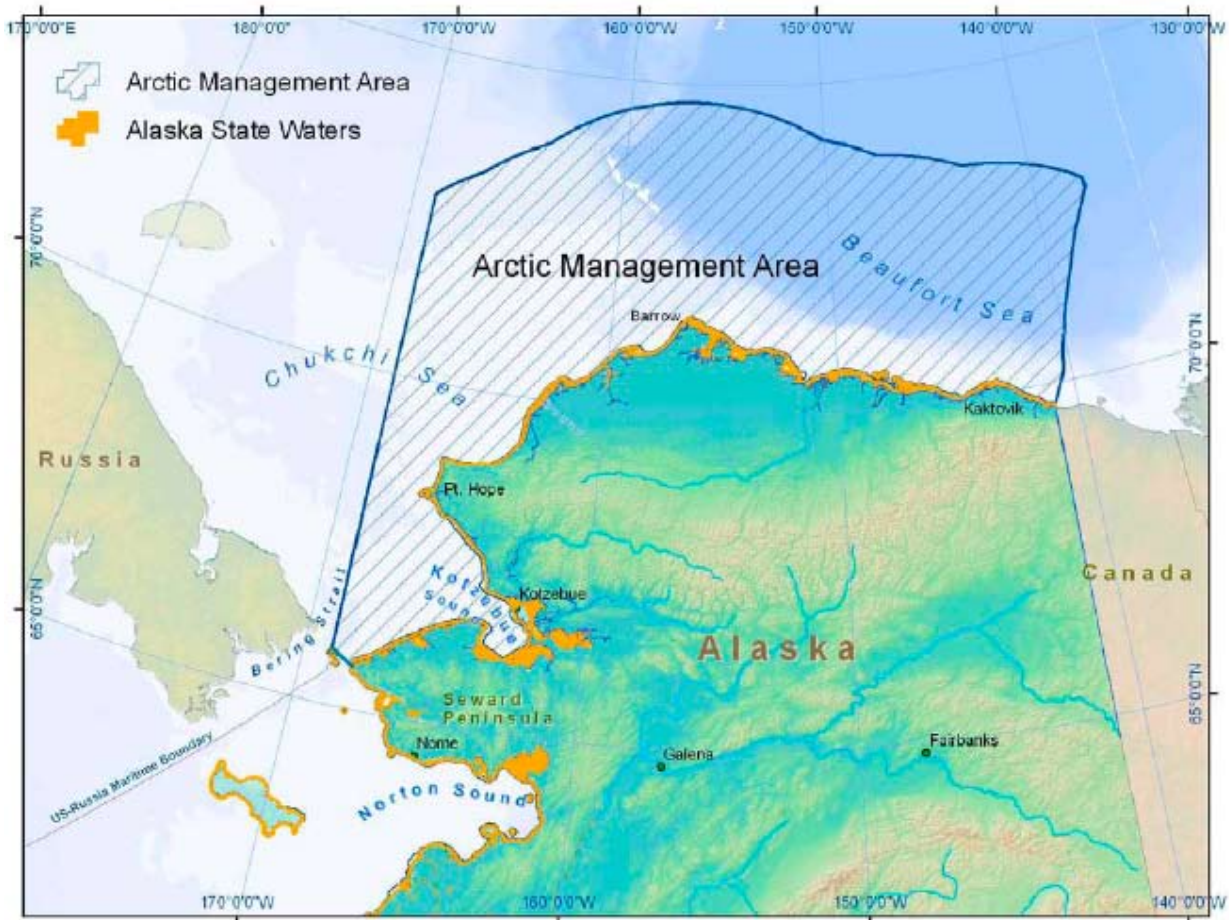 170°0'0"E
180°0'0"
170°0'0"W
160°0'0"W
150°0'0"W
140°0'0"W
130°0'0"W
Arctic Management Area
Alaska State Waters
70°0'0"N
Arctic Management Area
Beaufort Sea
Barrow
Chukchi Sea
70°0'0"N
Kaktovik
Russia
Pt. Hope
Kotzebue
Sound
Kotzebue
Canada
65°0'0"N
Bering Strait
Alaska
Seward
Peninsula
65°0'0"N
Nome
Galena
Fairbanks
US-Russia Maritime Boundary
Norton Sound
170°0'0"W
160°0'0"W
150°0'0"W
140°0'0"W